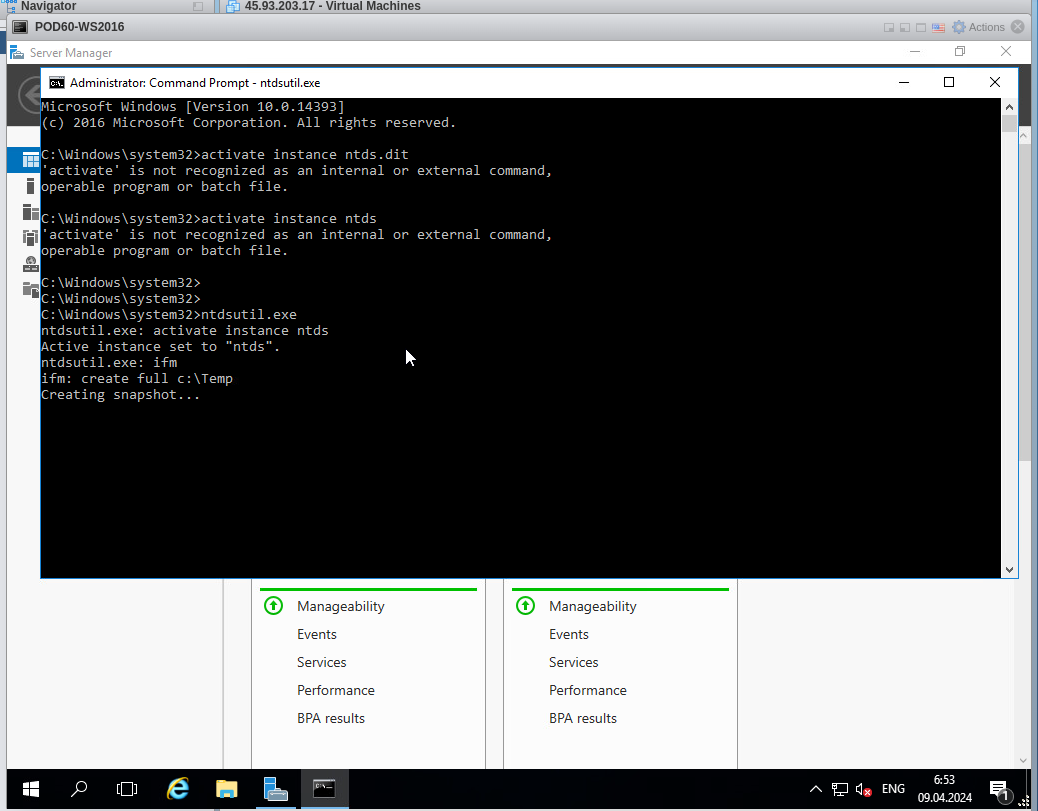 Navigator
45.93.203.17 - Virtual Machines
POD60-WS2016
Actions
Server Manager
Administrator: Command Prompt - ntdsutil.exe
Microsoft Windows [Version 10.0.14393]
(c) 2016 Microsoft Corporation. All rights reserved.
C:\Windows\system32>activate instance ntds.dit
'activate' is not recognized as an internal or external command,
operable program or batch file.
C:\Windows\system32>activate instance ntds
'activate' is not recognized as an internal or external command,
operable program or batch file.
C:\Windows\system32>
C:\Windows\system32>
C:\Windows\system32>ntdsutil.exe
ntdsutil.exe: activate instance ntds
Active instance set to "ntds".
ntdsutil.exe: ifm
ifm: create full c:\Temp
Creating snapshot...
Manageability
Events
Services
Performance
BPA results
Manageability
Events
Services
Performance
BPA results
ENG
6:53
09.04.2024
1